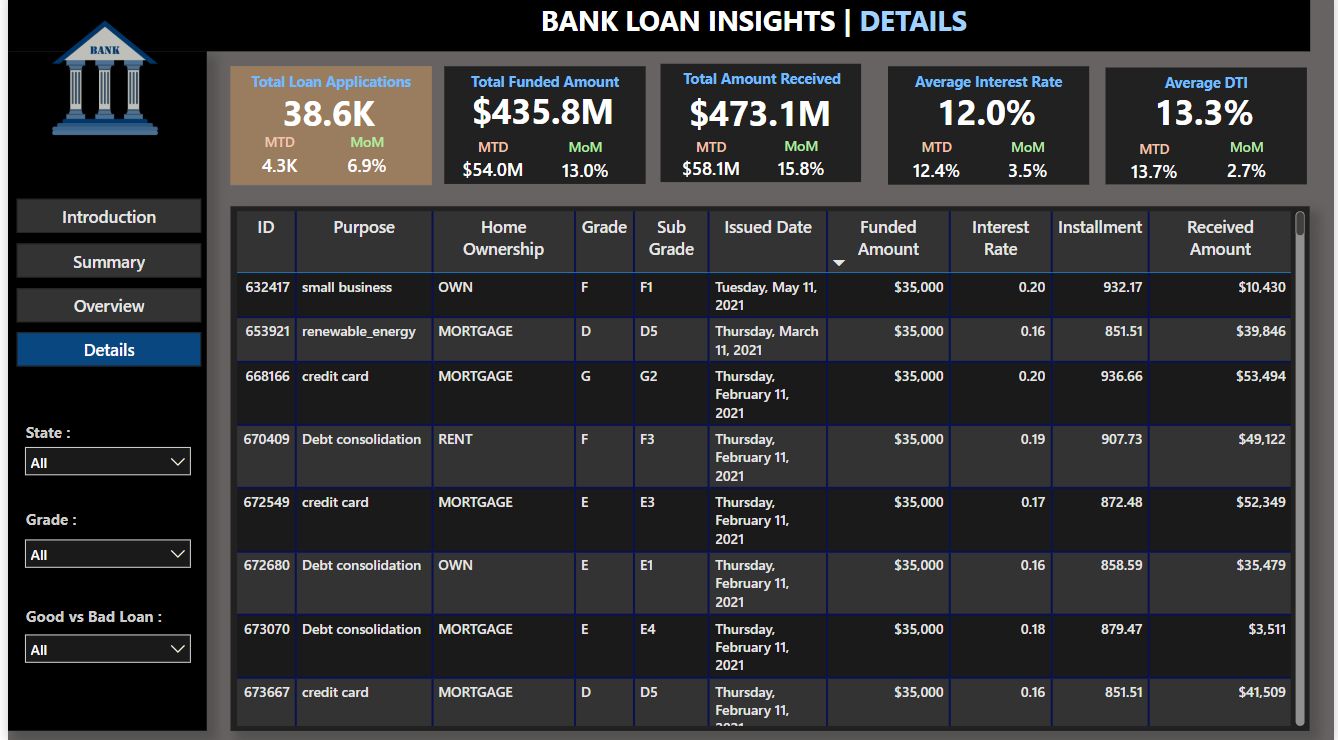 BANK LOAN INSIGHTS | DETAILS
BANK
Total Loan Applications
38.6K
MTD MoM
4.3K 6.9%
Total Funded Amount
$435.8M
MTD MoM
$54.0M 13.0%
Total Amount Received
$473.1M
MTD MoM
$58.1M 15.8%
Average Interest Rate
12.0%
MTD MoM
12.4% 3.5%
Average DTI
13.3%
MTD MoM
13.7% 2.7%
Introduction
Summary
Overview
Details
State :
All
Grade :
All
Good vs Bad Loan :
All
ID Purpose Home Ownership Grade Sub Grade Issued Date Funded Amount Interest Rate Installment Received Amount
632417 small business OWN F F1 Tuesday, May 11, 2021 $35,000 0.20 932.17 $10,430
653921 renewable_energy MORTGAGE D D5 Thursday, March 11, 2021 $35,000 0.16 851.51 $39,846
668166 credit card MORTGAGE G G2 Thursday, February 11, 2021 $35,000 0.20 936.66 $53,494
670409 Debt consolidation RENT F F3 Thursday, February 11, 2021 $35,000 0.19 907.73 $49,122
672549 credit card MORTGAGE E E3 Thursday, February 11, 2021 $35,000 0.17 872.48 $52,349
672680 Debt consolidation OWN E E1 Thursday, February 11, 2021 $35,000 0.16 858.59 $35,479
673070 Debt consolidation MORTGAGE E E4 Thursday, February 11, 2021 $35,000 0.18 879.47 $3,511
673667 credit card MORTGAGE D D5 Thursday, February 11, $35,000 0.16 851.51 $41,509